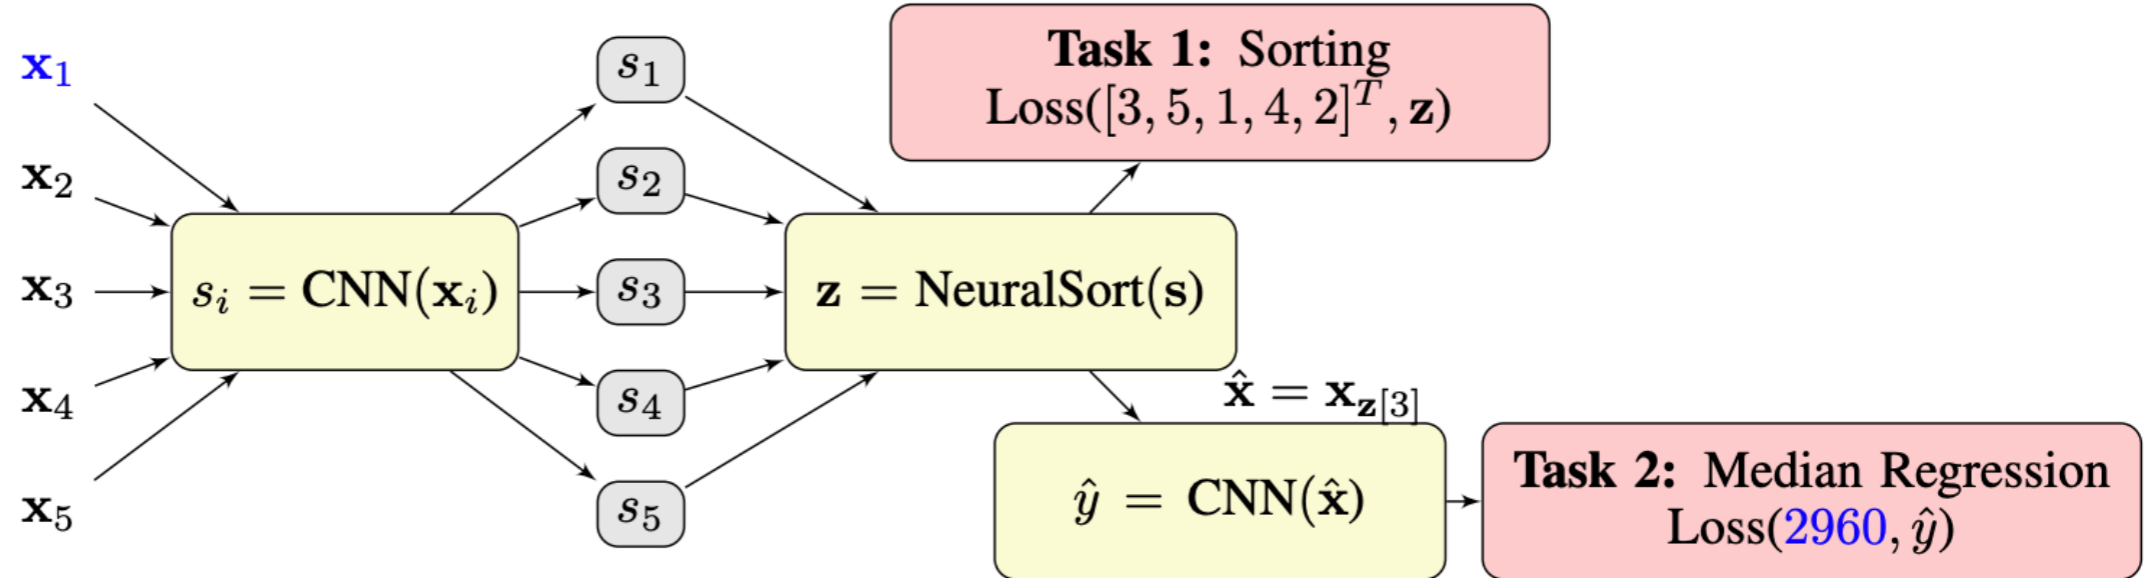 x₁
x₂
x₃
x₄
x₅
sᵢ = CNN(xᵢ)
s₁
s₂
s₃
s₄
s₅
z = NeuralSort(s)
Task 1: Sorting
Loss([3, 5, 1, 4, 2]ᵀ, z)
x̂ = x_z[3]
ŷ = CNN(x̂)
Task 2: Median Regression
Loss(2960, ŷ)